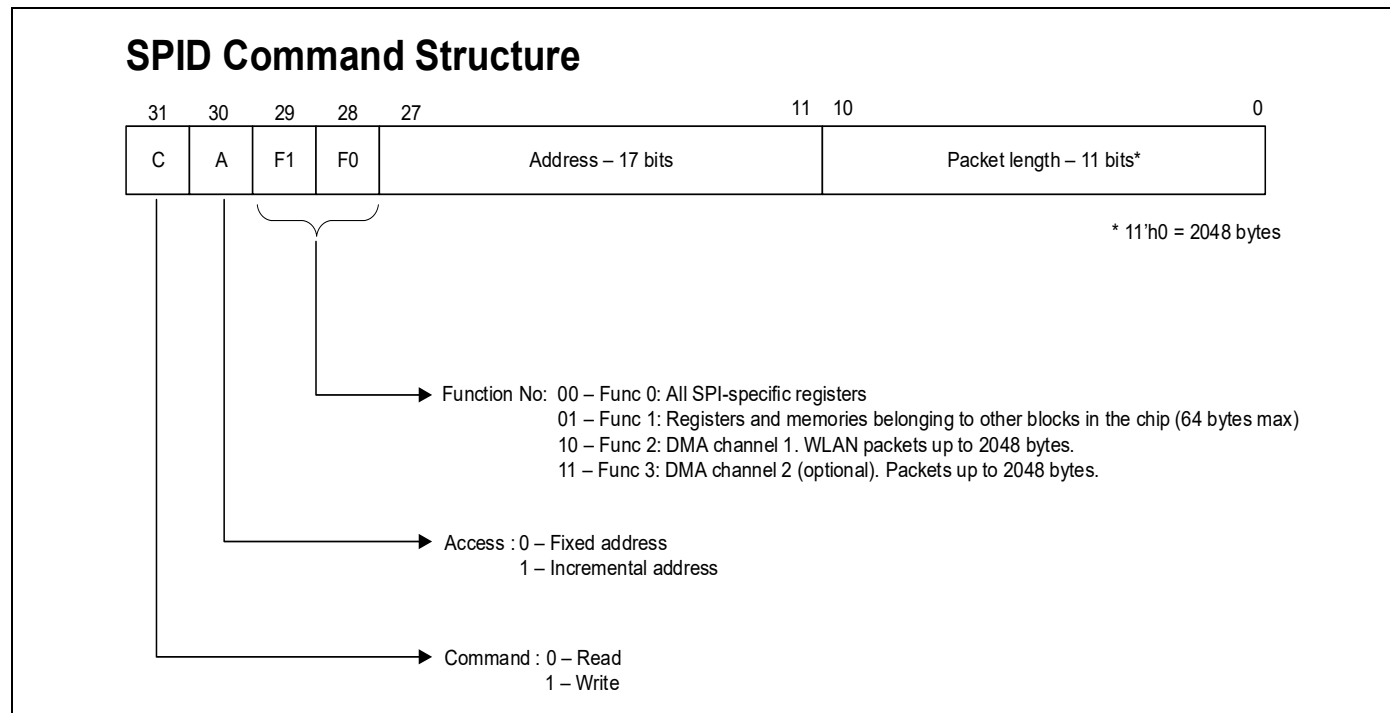 SPID Command Structure
31 30 29 28 27 11 10 0
C A F1 F0 Address – 17 bits Packet length – 11 bits*
* 11'h0 = 2048 bytes
Function No: 00 – Func 0: All SPI-specific registers
01 – Func 1: Registers and memories belonging to other blocks in the chip (64 bytes max)
10 – Func 2: DMA channel 1. WLAN packets up to 2048 bytes.
11 – Func 3: DMA channel 2 (optional). Packets up to 2048 bytes.
Access : 0 – Fixed address
1 – Incremental address
Command : 0 – Read
1 – Write